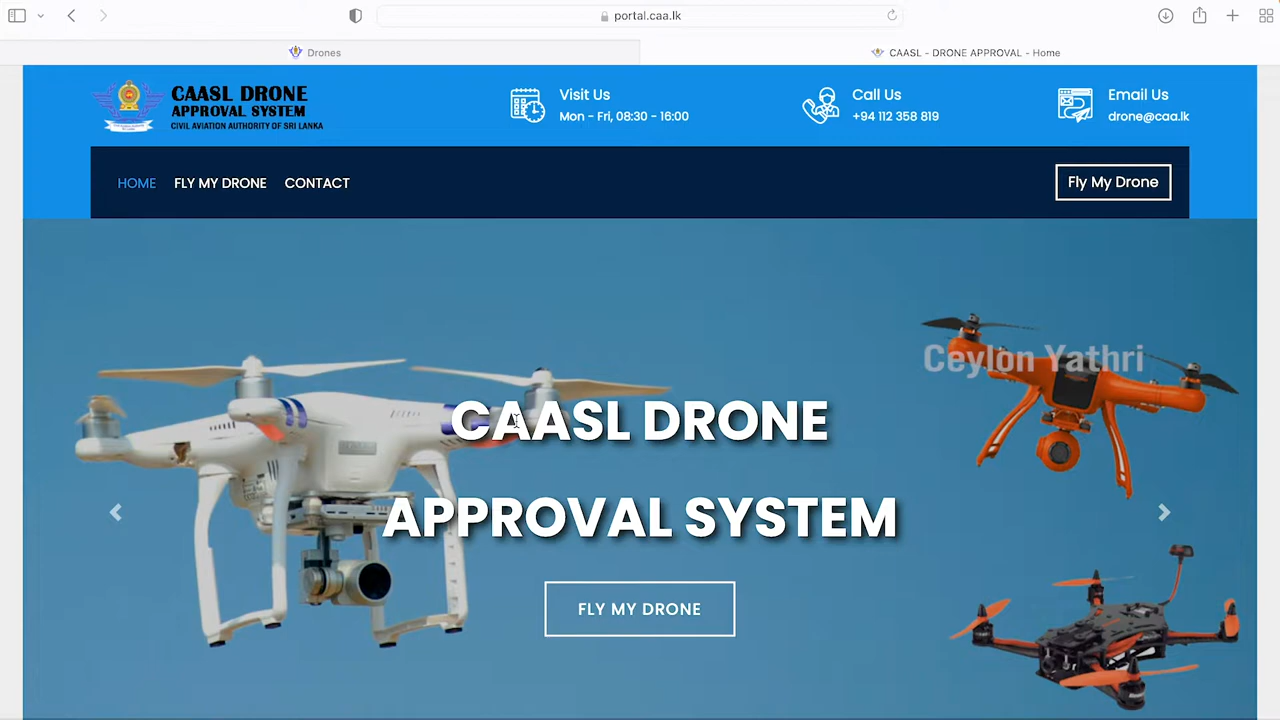 portal.caa.lk
Drones
CAASL - DRONE APPROVAL - Home
CAASL DRONE
APPROVAL SYSTEM
CIVIL AVIATION AUTHORITY OF SRI LANKA
Visit Us
Mon - Fri, 08:30 - 16:00
Call Us
+94 112 358 819
Email Us
drone@caa.lk
HOME FLY MY DRONE CONTACT
Fly My Drone
Ceylon Yathri
CAASL DRONE
APPROVAL SYSTEM
FLY MY DRONE